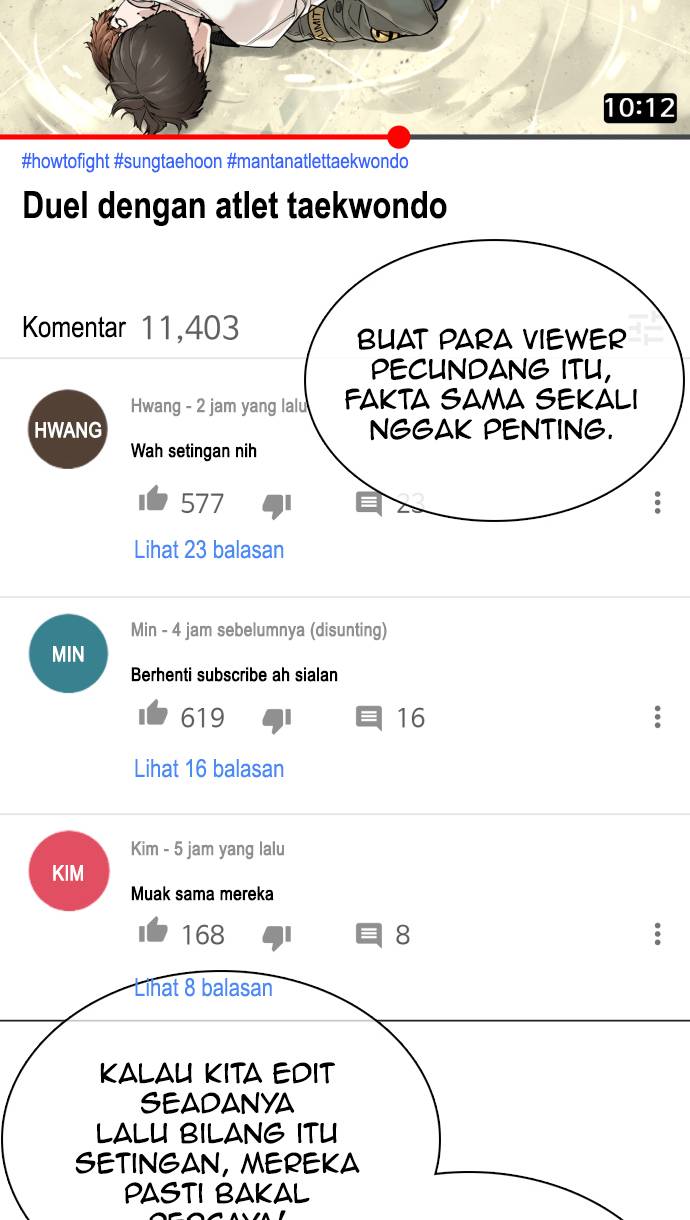 LIMIT
10:12
#howtofight #sungtaehoon #mantanatlettaekwondo
Duel dengan atlet taekwondo
Komentar 11,403
BUAT PARA VIEWER
PECUNDANG ITU,
FAKTA SAMA SEKALI
NGGAK PENTING.
HWANG
Hwang - 2 jam yang lalu
Wah setingan nih
577 23
Lihat 23 balasan
MIN
Min - 4 jam sebelumnya (disunting)
Berhenti subscribe ah sialan
619 16
Lihat 16 balasan
KIM
Kim - 5 jam yang lalu
Muak sama mereka
168 8
Lihat 8 balasan
KALAU KITA EDIT
SEADANYA
LALU BILANG ITU
SETINGAN, MEREKA
PASTI BAKAL